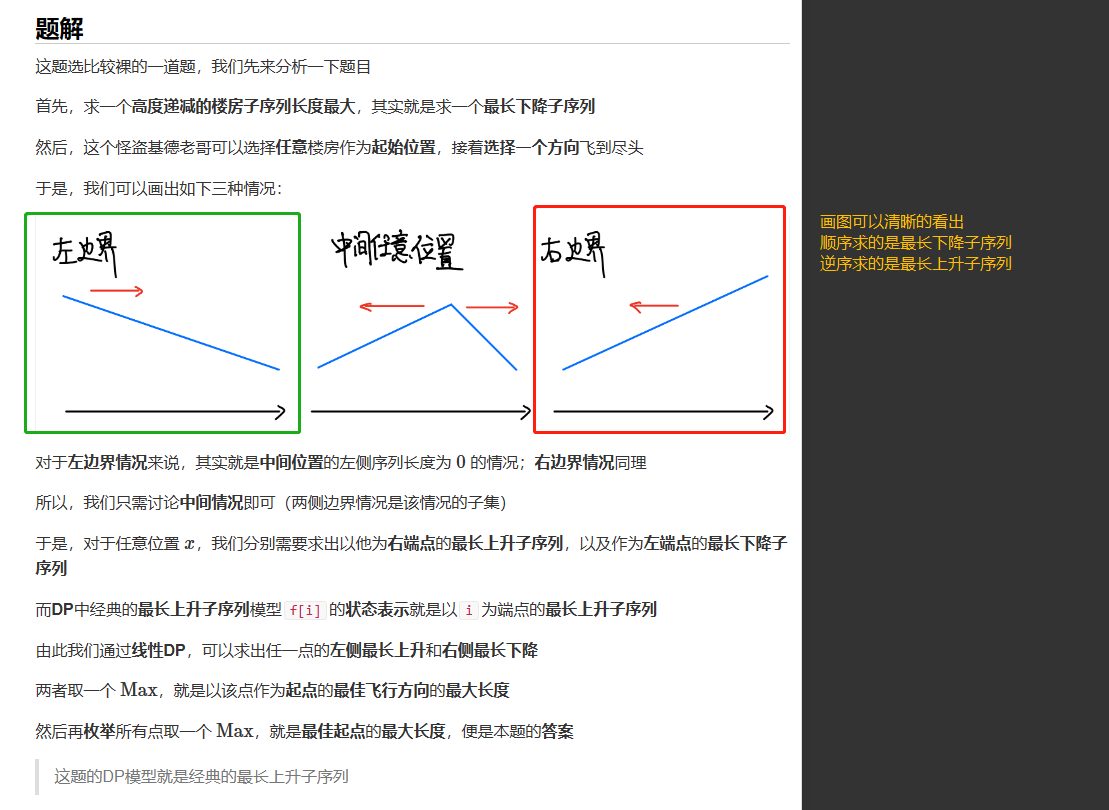 题解
这题选比较裸的一道题，我们先来分析一下题目
首先，求一个高度递减的楼房子序列长度最大，其实就是求一个最长下降子序列
然后，这个怪盗基德老哥可以选择任意楼房作为起始位置，接着选择一个方向飞到尽头
于是，我们可以画出如下三种情况：
左边界
中间任意位置
右边界
画图可以清晰的看出
顺序求的是最长下降子序列
逆序求的是最长上升子序列
对于左边界情况来说，其实就是中间位置的左侧序列长度为 0 的情况；右边界情况同理
所以，我们只需讨论中间情况即可（两侧边界情况是该情况的子集）
于是，对于任意位置 x，我们分别需要求出以他为右端点的最长上升子序列，以及作为左端点的最长下降子
序列
而DP中经典的最长上升子序列模型 f[i] 的状态表示就是以 i 为端点的最长上升子序列
由此我们通过线性DP，可以求出任一点的左侧最长上升和右侧最长下降
两者取一个 Max，就是以该点作为起点的最佳飞行方向的最大长度
然后再枚举所有点取一个 Max，就是最佳起点的最大长度，便是本题的答案
这题的DP模型就是经典的最长上升子序列